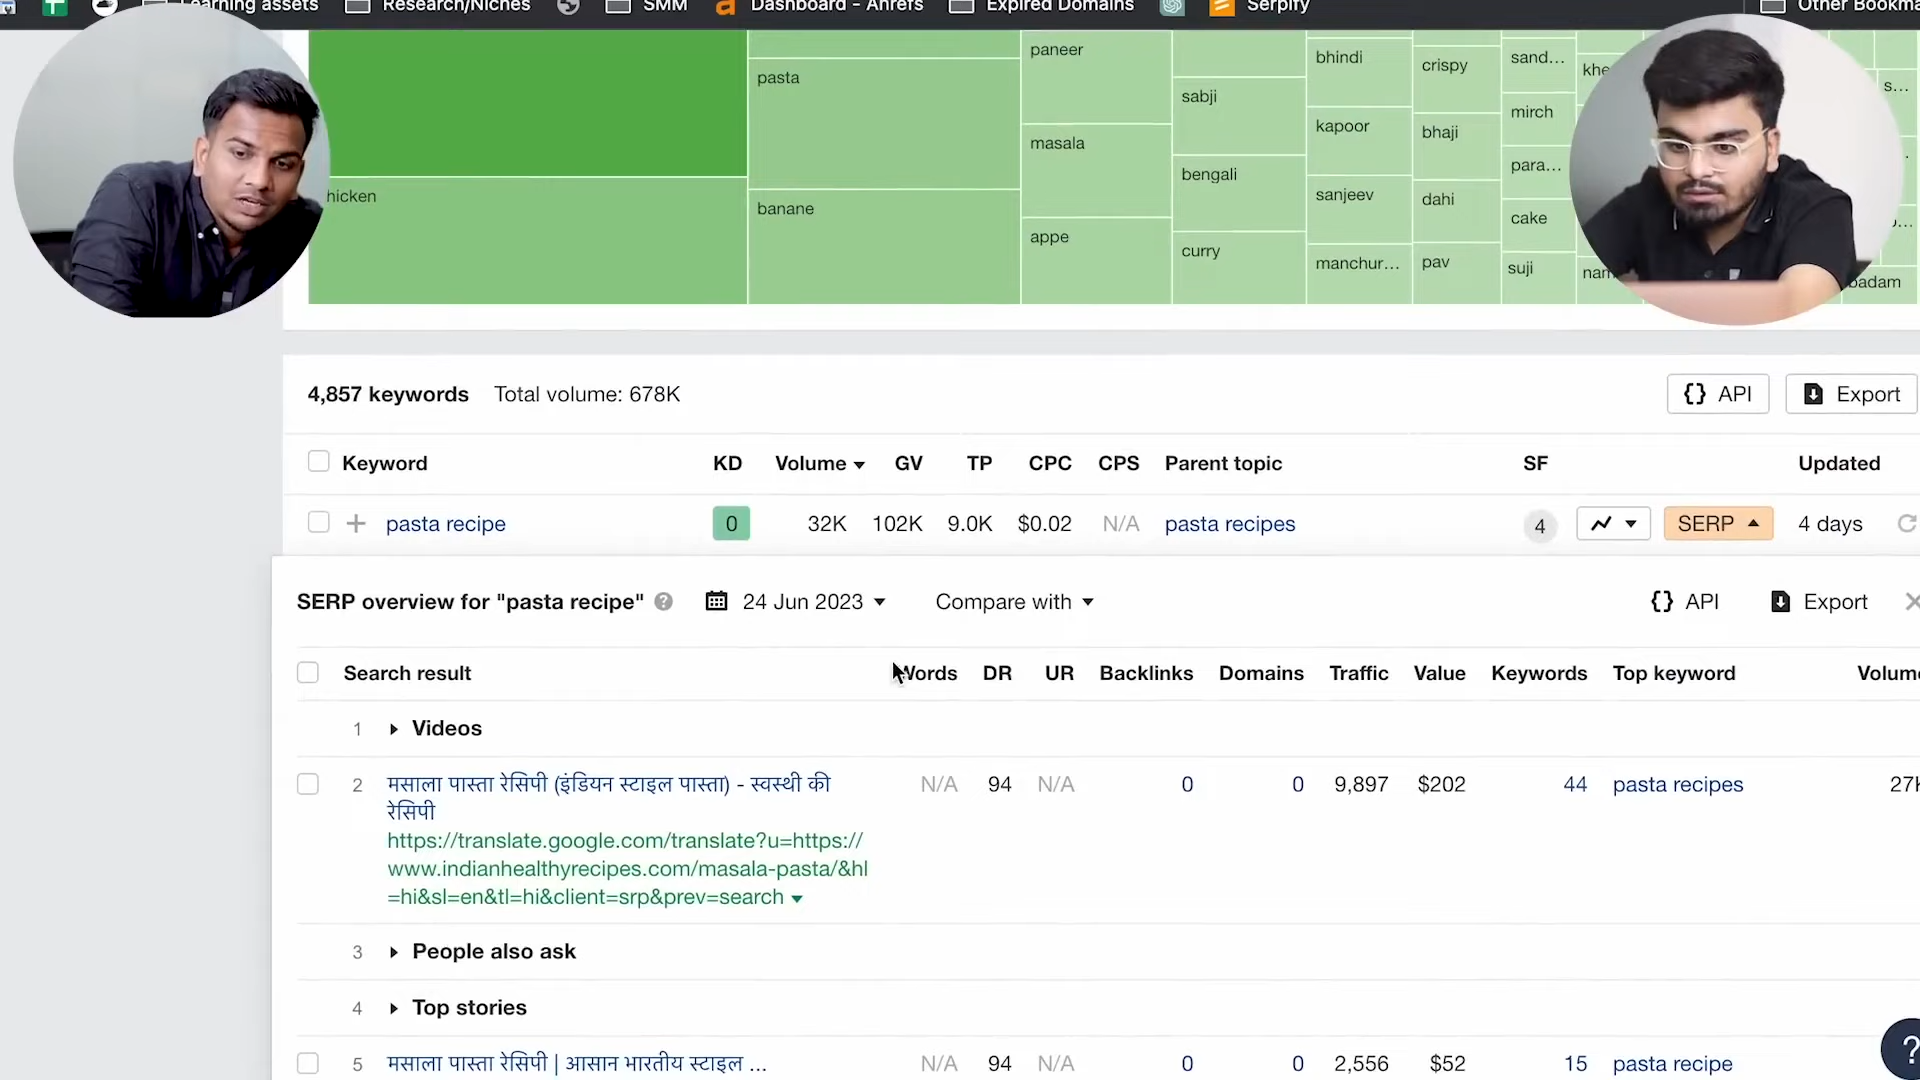 Learning assets Research/Niches SMM Dashboard - Ahrefs Expired Domains Serpify Other Bookma
hicken
pasta
banane
paneer
masala
appe
sabji
bengali
curry
bhindi
kapoor
sanjeev
manchur...
crispy
bhaji
dahi
pav
sand...
mirch
para...
cake
suji
khe
nam
s...
badam
4,857 keywords Total volume: 678K API Export
Keyword KD Volume GV TP CPC CPS Parent topic SF Updated
pasta recipe 0 32K 102K 9.0K $0.02 N/A pasta recipes 4 SERP 4 days
SERP overview for "pasta recipe" ? 24 Jun 2023 Compare with API Export
Search result Words DR UR Backlinks Domains Traffic Value Keywords Top keyword Volume
1 Videos
2 मसाला पास्ता रेसिपी (इंडियन स्टाइल पास्ता) - स्वस्थी की N/A 94 N/A 0 0 9,897 $202 44 pasta recipes 27K
रेसिपी
https://translate.google.com/translate?u=https://
www.indianhealthyrecipes.com/masala-pasta/&hl
=hi&sl=en&tl=hi&client=srp&prev=search
3 People also ask
4 Top stories
5 मसाला पास्ता रेसिपी | आसान भारतीय स्टाइल ... N/A 94 N/A 0 0 2,556 $52 15 pasta recipe
?